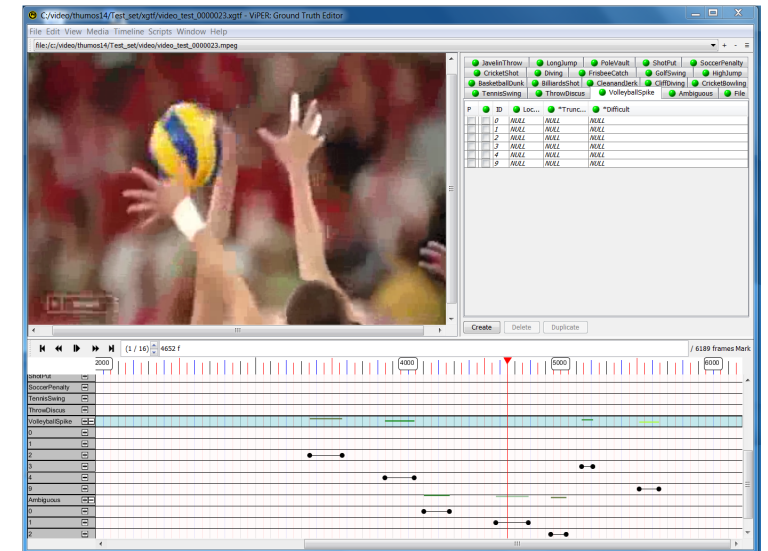 C:/video/thumos14/Test_set/xgtf/video_test_0000023.xgtf - ViPER: Ground Truth Editor
File Edit View Media Timeline Scripts Window Help
file:/c:/video/thumos14/Test_set/video/video_test_0000023.mpeg
JavelinThrow LongJump PoleVault ShotPut SoccerPenalty
CricketShot Diving FrisbeeCatch GolfSwing HighJump
BasketballDunk BilliardsShot CleanandJerk CliffDiving CricketBowling
TennisSwing ThrowDiscus VolleyballSpike Ambiguous File
P ID Loc... *Trunc... *Difficult
0 NULL NULL NULL
1 NULL NULL NULL
2 NULL NULL NULL
3 NULL NULL NULL
4 NULL NULL NULL
9 NULL NULL NULL
Create Delete Duplicate
(1 / 16) 4652 f / 6189 frames Mark
2000 4000 5000 6000
ShotPut
SoccerPenalty
TennisSwing
ThrowDiscus
VolleyballSpike
0
1
2
3
4
9
Ambiguous
0
1
2